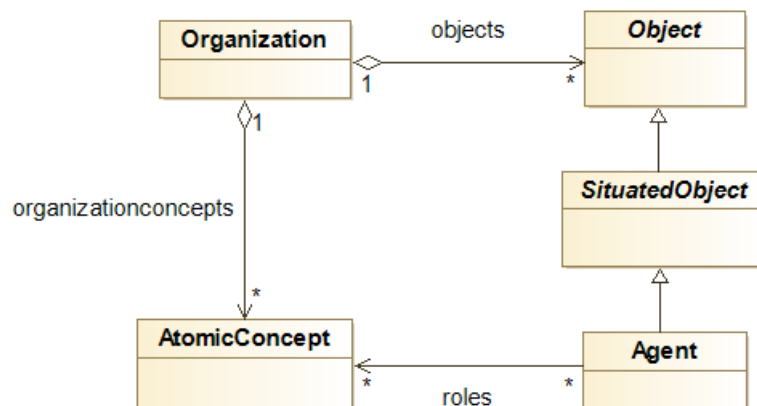 Organization
objects
Object
1
*
1
SituatedObject
organizationconcepts
*
AtomicConcept
Agent
*
*
roles